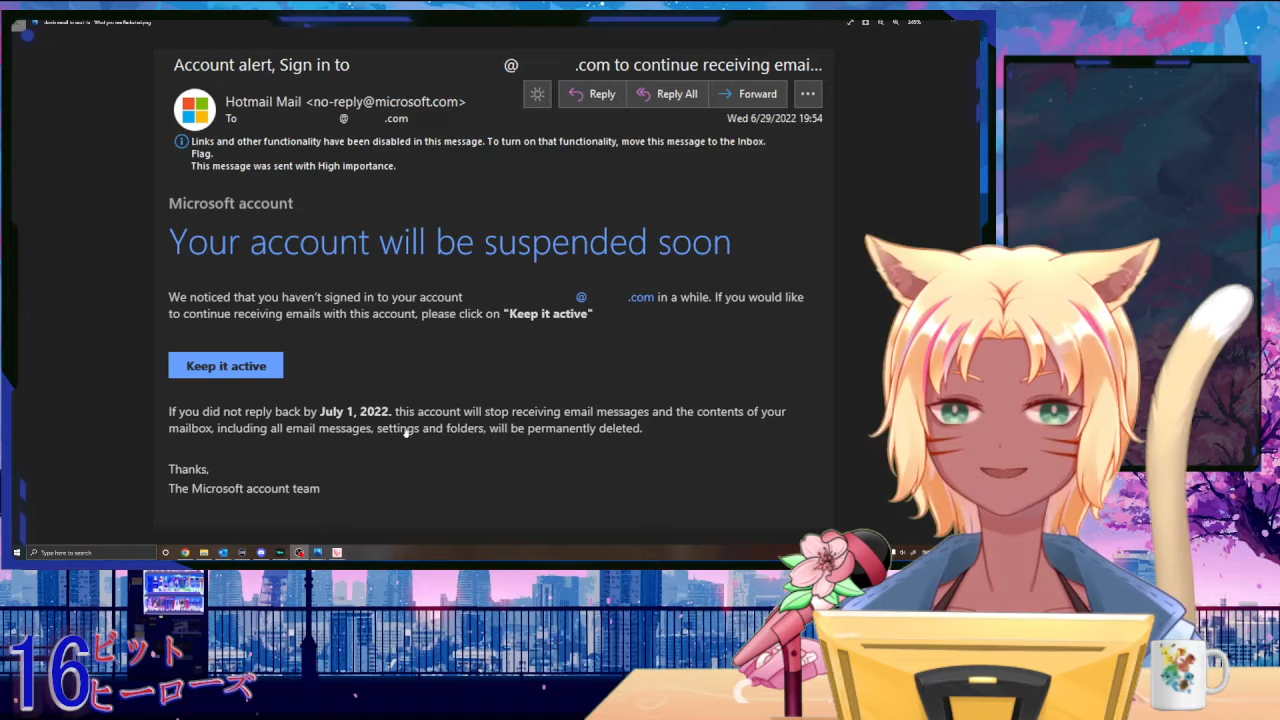 245%
Account alert, Sign in to @ .com to continue receiving emai...
Hotmail Mail <no-reply@microsoft.com>
Reply
Reply All
Forward
To @ .com
Wed 6/29/2022 19:54
Links and other functionality have been disabled in this message. To turn on that functionality, move this message to the Inbox.
Flag.
This message was sent with High importance.
Microsoft account
Your account will be suspended soon
We noticed that you haven't signed in to your account @ .com in a while. If you would like
to continue receiving emails with this account, please click on "Keep it active"
Keep it active
If you did not reply back by July 1, 2022. this account will stop receiving email messages and the contents of your
mailbox, including all email messages, settings and folders, will be permanently deleted.
Thanks,
The Microsoft account team
Type here to search
16ビット
ヒーローズ